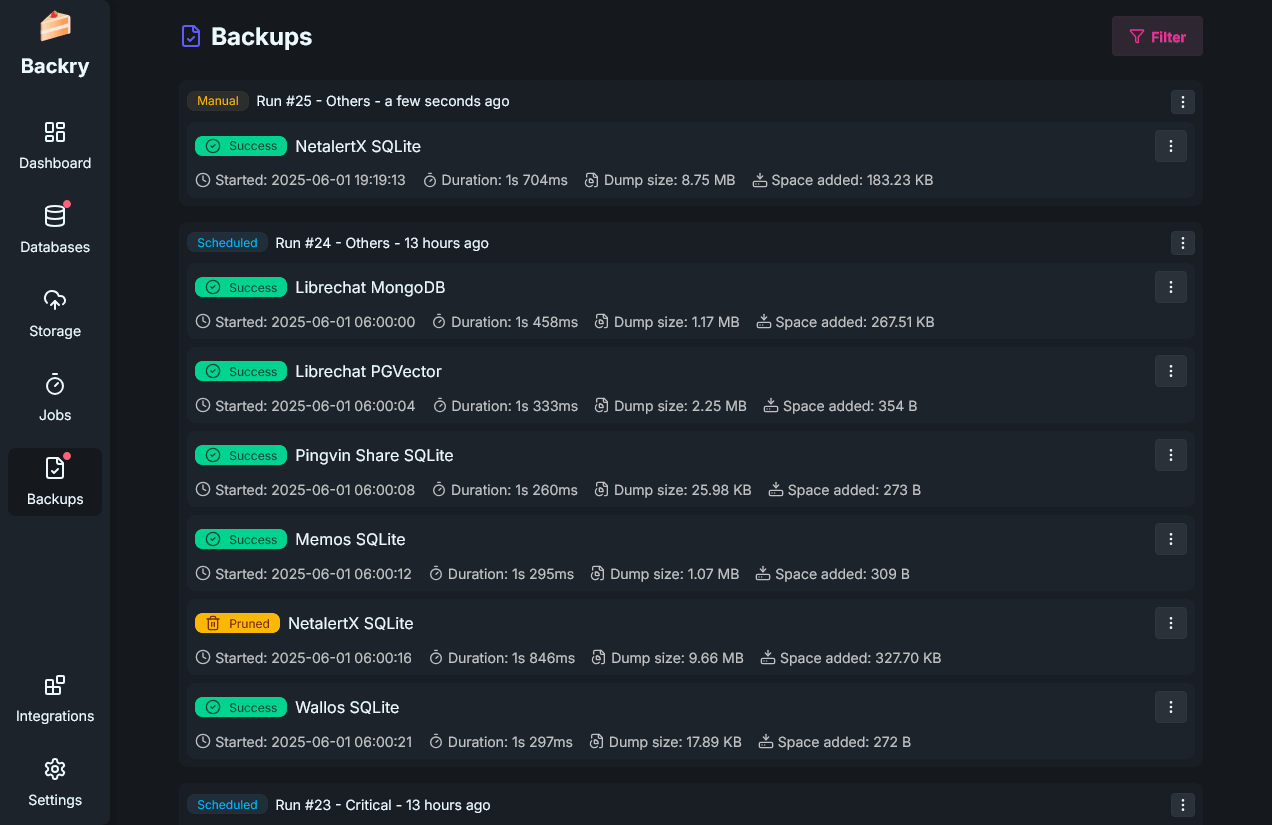 Backry
Dashboard
Databases
Storage
Jobs
Backups
Integrations
Settings
Backups
Filter
Manual Run #25 - Others - a few seconds ago
Success NetalertX SQLite
Started: 2025-06-01 19:19:13 Duration: 1s 704ms Dump size: 8.75 MB Space added: 183.23 KB
Scheduled Run #24 - Others - 13 hours ago
Success Librechat MongoDB
Started: 2025-06-01 06:00:00 Duration: 1s 458ms Dump size: 1.17 MB Space added: 267.51 KB
Success Librechat PGVector
Started: 2025-06-01 06:00:04 Duration: 1s 333ms Dump size: 2.25 MB Space added: 354 B
Success Pingvin Share SQLite
Started: 2025-06-01 06:00:08 Duration: 1s 260ms Dump size: 25.98 KB Space added: 273 B
Success Memos SQLite
Started: 2025-06-01 06:00:12 Duration: 1s 295ms Dump size: 1.07 MB Space added: 309 B
Pruned NetalertX SQLite
Started: 2025-06-01 06:00:16 Duration: 1s 846ms Dump size: 9.66 MB Space added: 327.70 KB
Success Wallos SQLite
Started: 2025-06-01 06:00:21 Duration: 1s 297ms Dump size: 17.89 KB Space added: 272 B
Scheduled Run #23 - Critical - 13 hours ago